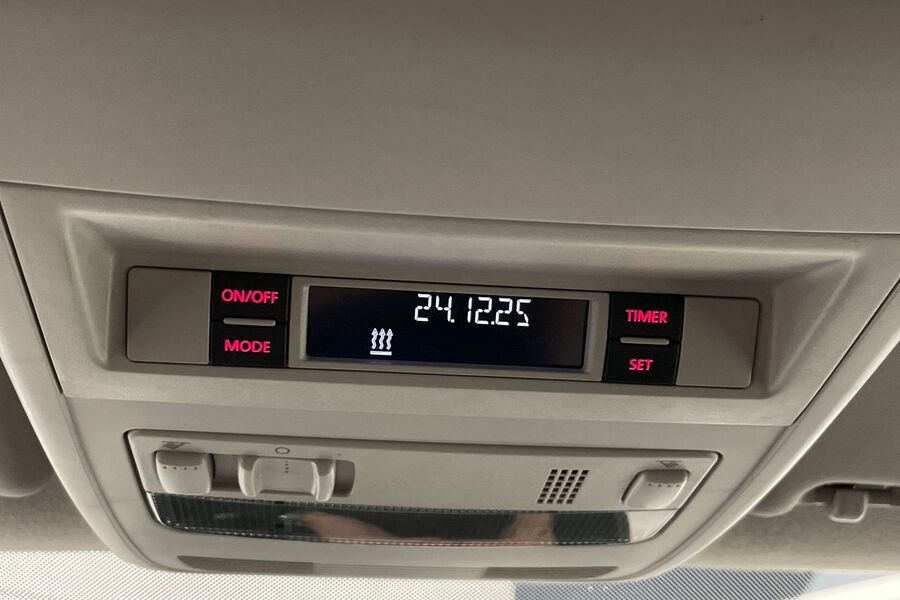 ON/OFF
MODE
24.12.25
TIMER
SET